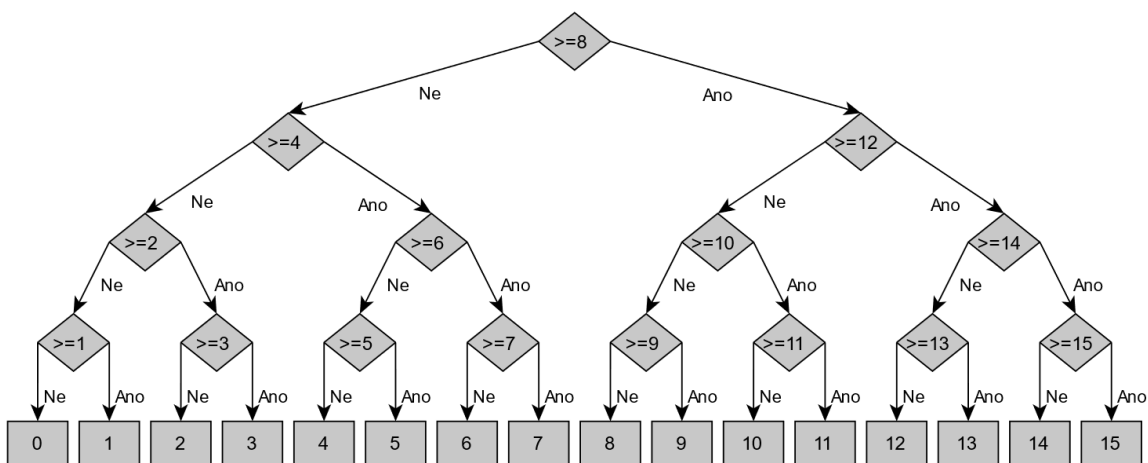 >=8
Ne Ano
>=4 >=12
Ne Ano Ne Ano
>=2 >=6 >=10 >=14
Ne Ano Ne Ano Ne Ano Ne Ano
>=1 >=3 >=5 >=7 >=9 >=11 >=13 >=15
Ne Ano Ne Ano Ne Ano Ne Ano Ne Ano Ne Ano Ne Ano Ne Ano
0 1 2 3 4 5 6 7 8 9 10 11 12 13 14 15